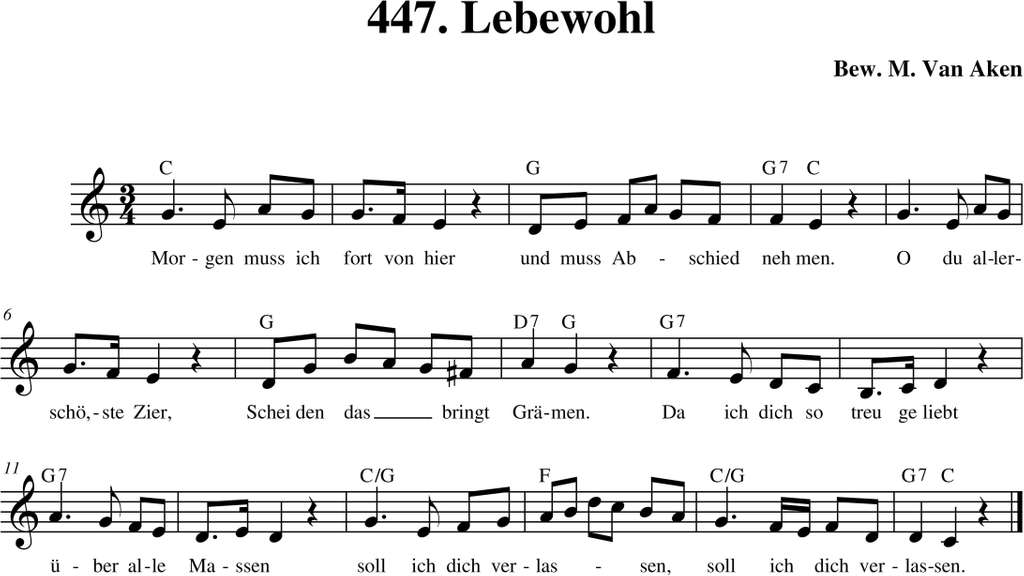 447. Lebewohl
Bew. M. Van Aken
C G G7 C
3
4
Mor - gen muss ich fort von hier und muss Ab - schied neh men. O du al-ler-
6
G D7 G G7
schö,-ste Zier, Schei den das ____ bringt Grä-men. Da ich dich so treu ge liebt
11
G7 C/G F C/G G7 C
ü - ber al-le Ma - ssen soll ich dich ver - las - sen, soll ich dich ver - las-sen.